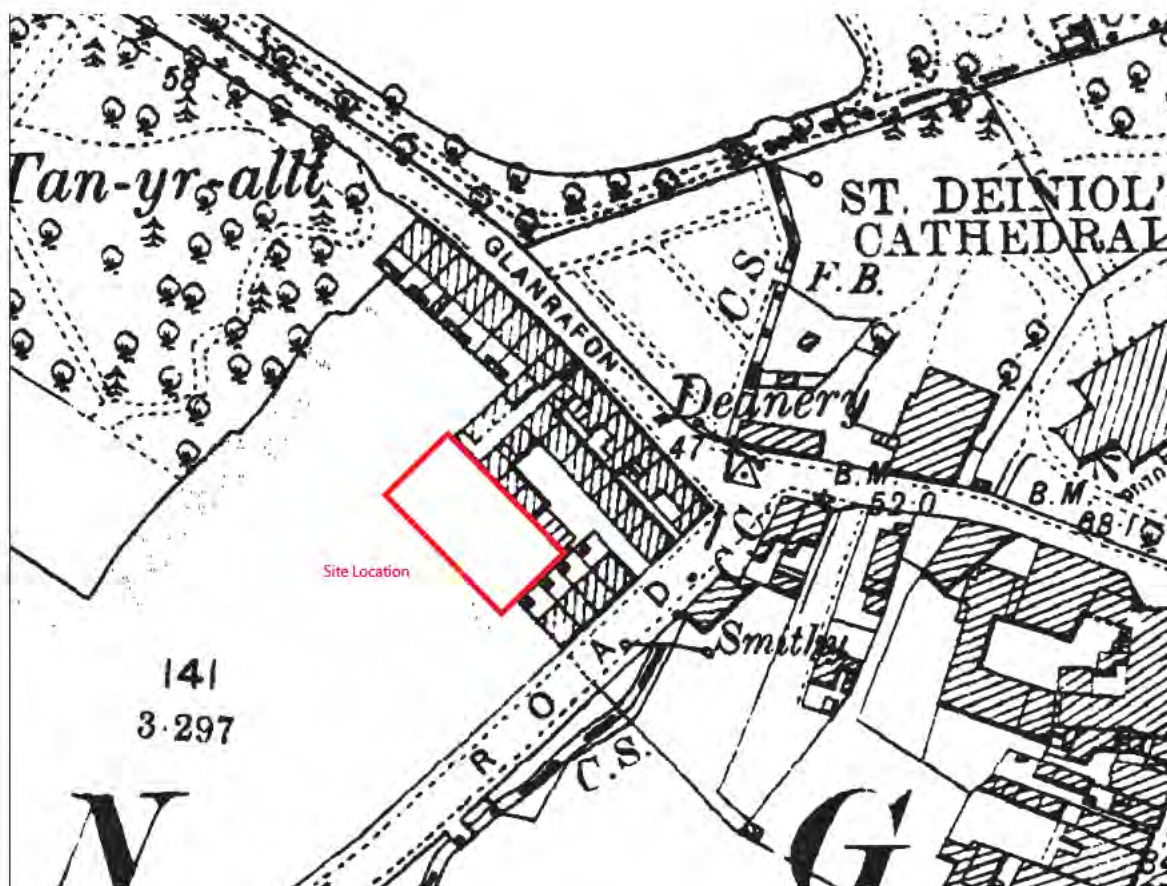 58
Tan-yr-allt
GLANRAFON
ST. DEINIOL'
CATHEDRAL
C.S
F.B.
Deanery
47
B.M
52.0
B.M
88.1
Site Location
Smithy
ROAD
C.S.
141
3.297
N
G